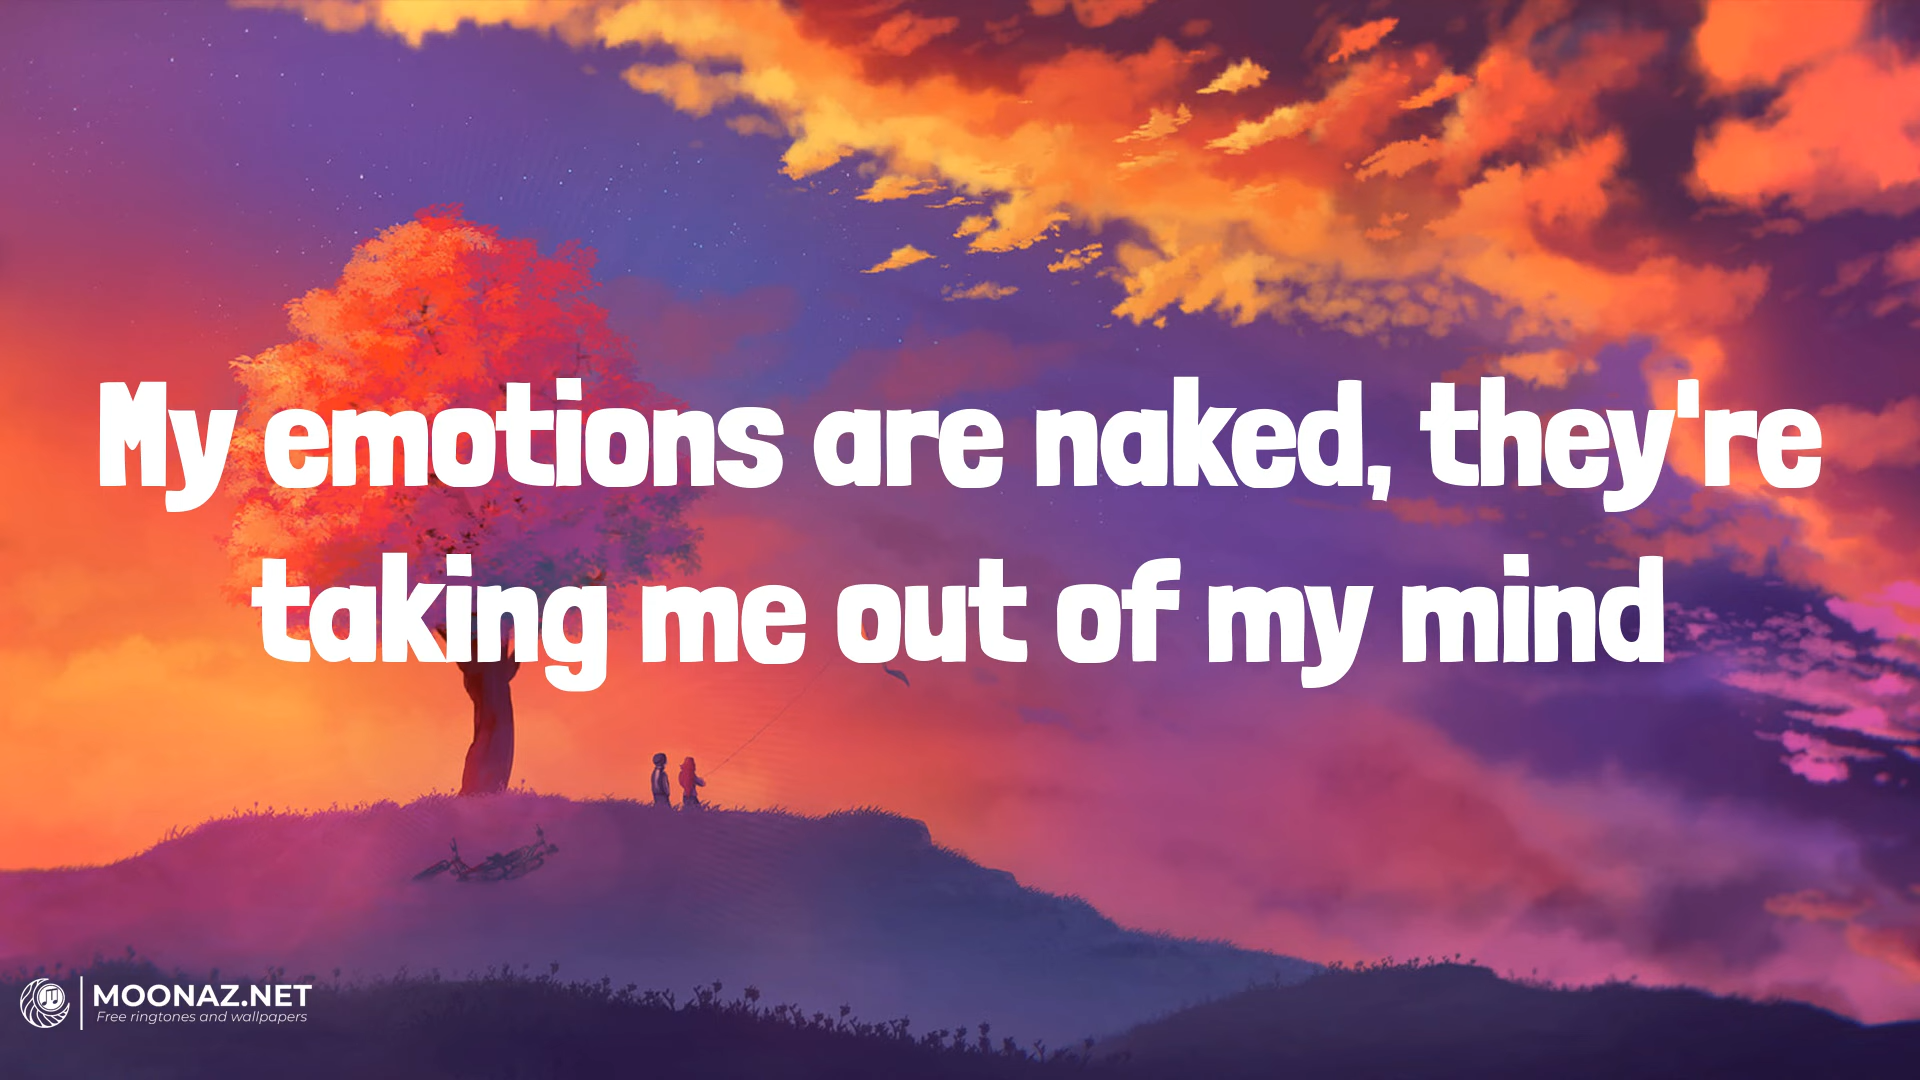 My emotions are naked, they're
taking me out of my mind
MOONAZ.NET
Free ringtones and wallpapers